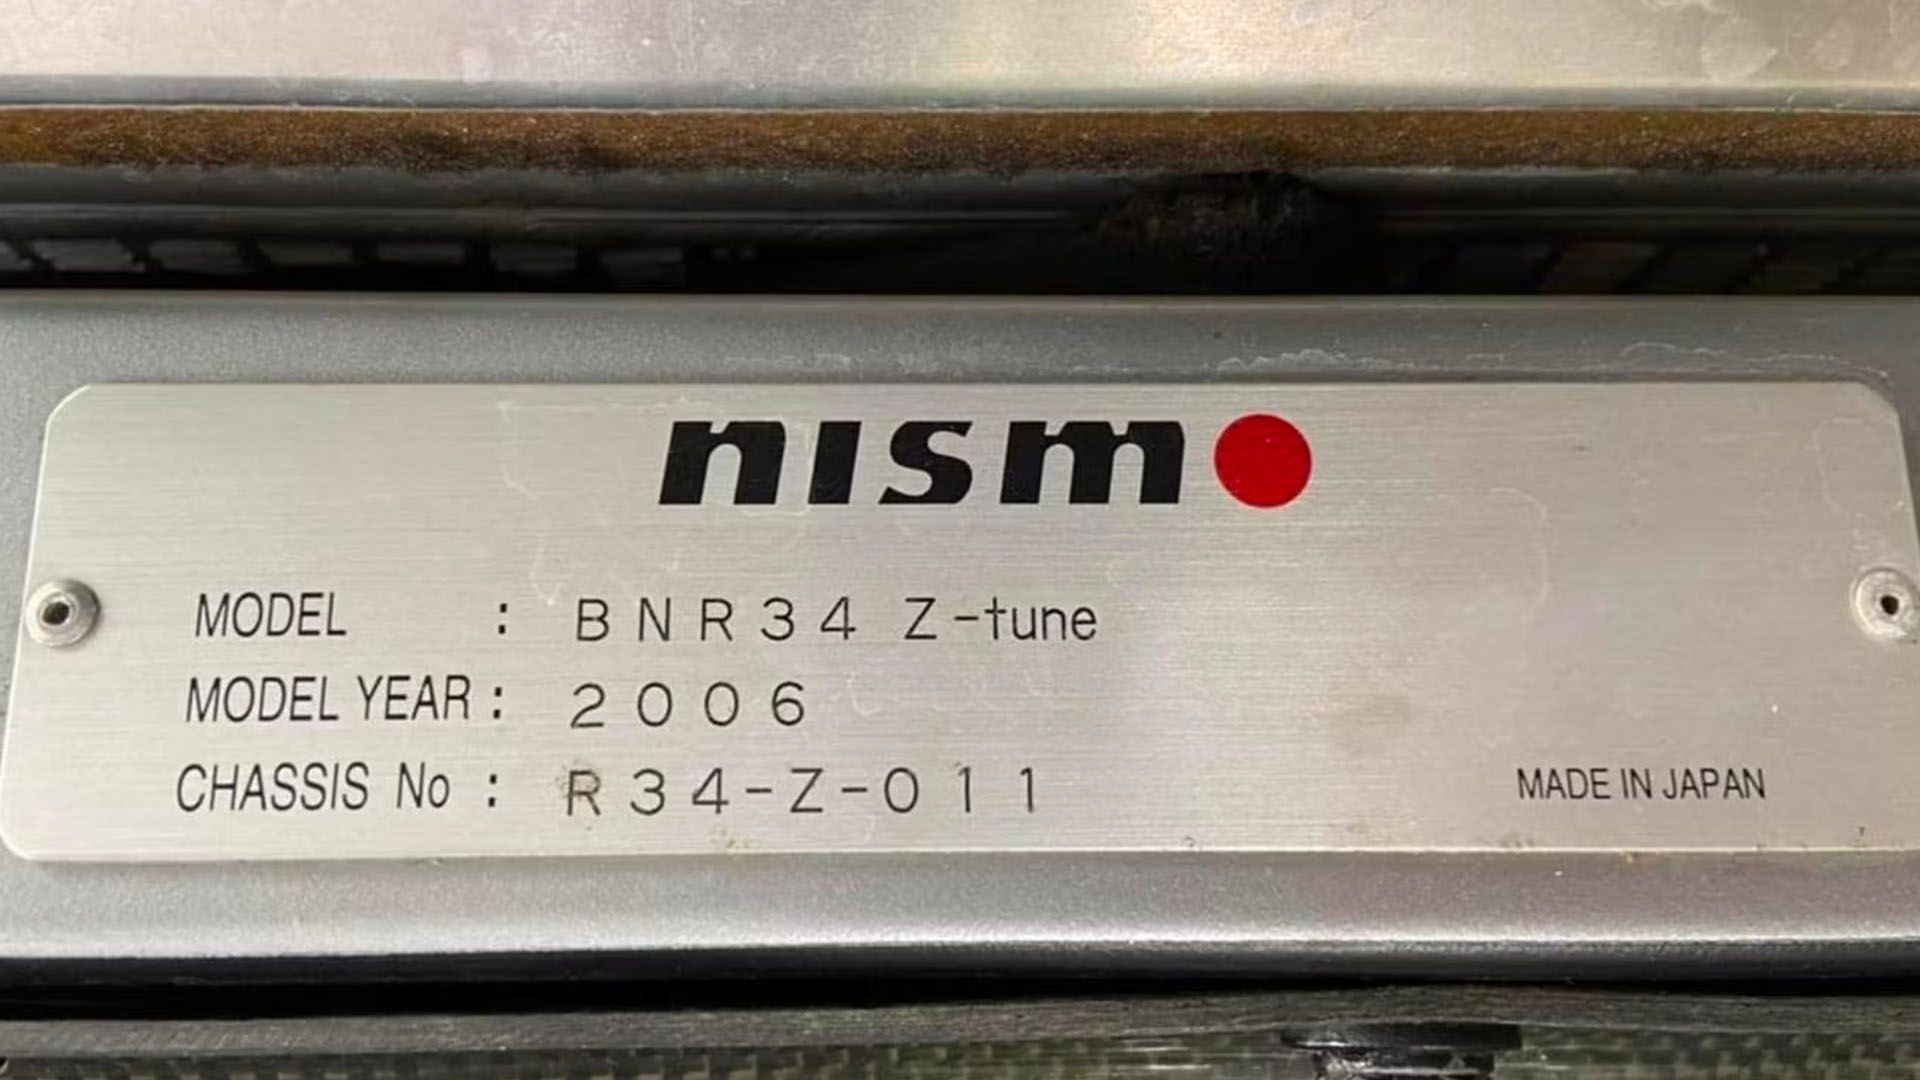 nismo
MODEL : BNR34 Z-tune
MODEL YEAR : 2006
CHASSIS No : R34-Z-011
MADE IN JAPAN